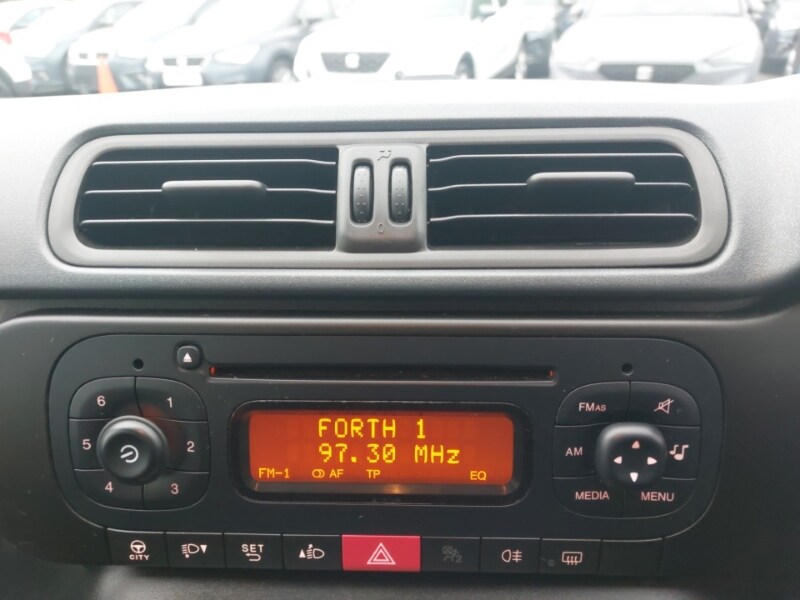 0
FORTH 1
97.30 MHz
FM-1 AF TP EQ
6 1
5 2
4 3
FMAS
AM
MEDIA MENU
CITY SET